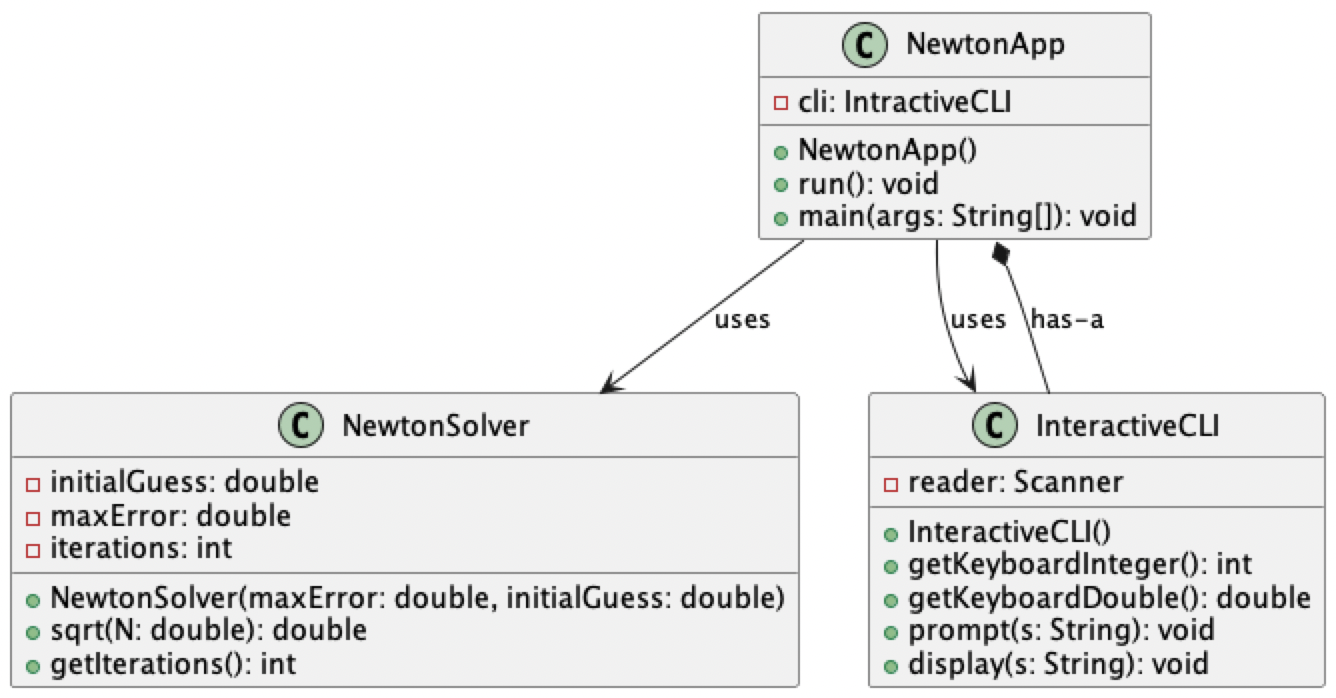 C NewtonApp
cli: IntractiveCLI
NewtonApp()
run(): void
main(args: String[]): void
uses
uses
has-a
C NewtonSolver
initialGuess: double
maxError: double
iterations: int
NewtonSolver(maxError: double, initialGuess: double)
sqrt(N: double): double
getIterations(): int
C InteractiveCLI
reader: Scanner
InteractiveCLI()
getKeyboardInteger(): int
getKeyboardDouble(): double
prompt(s: String): void
display(s: String): void